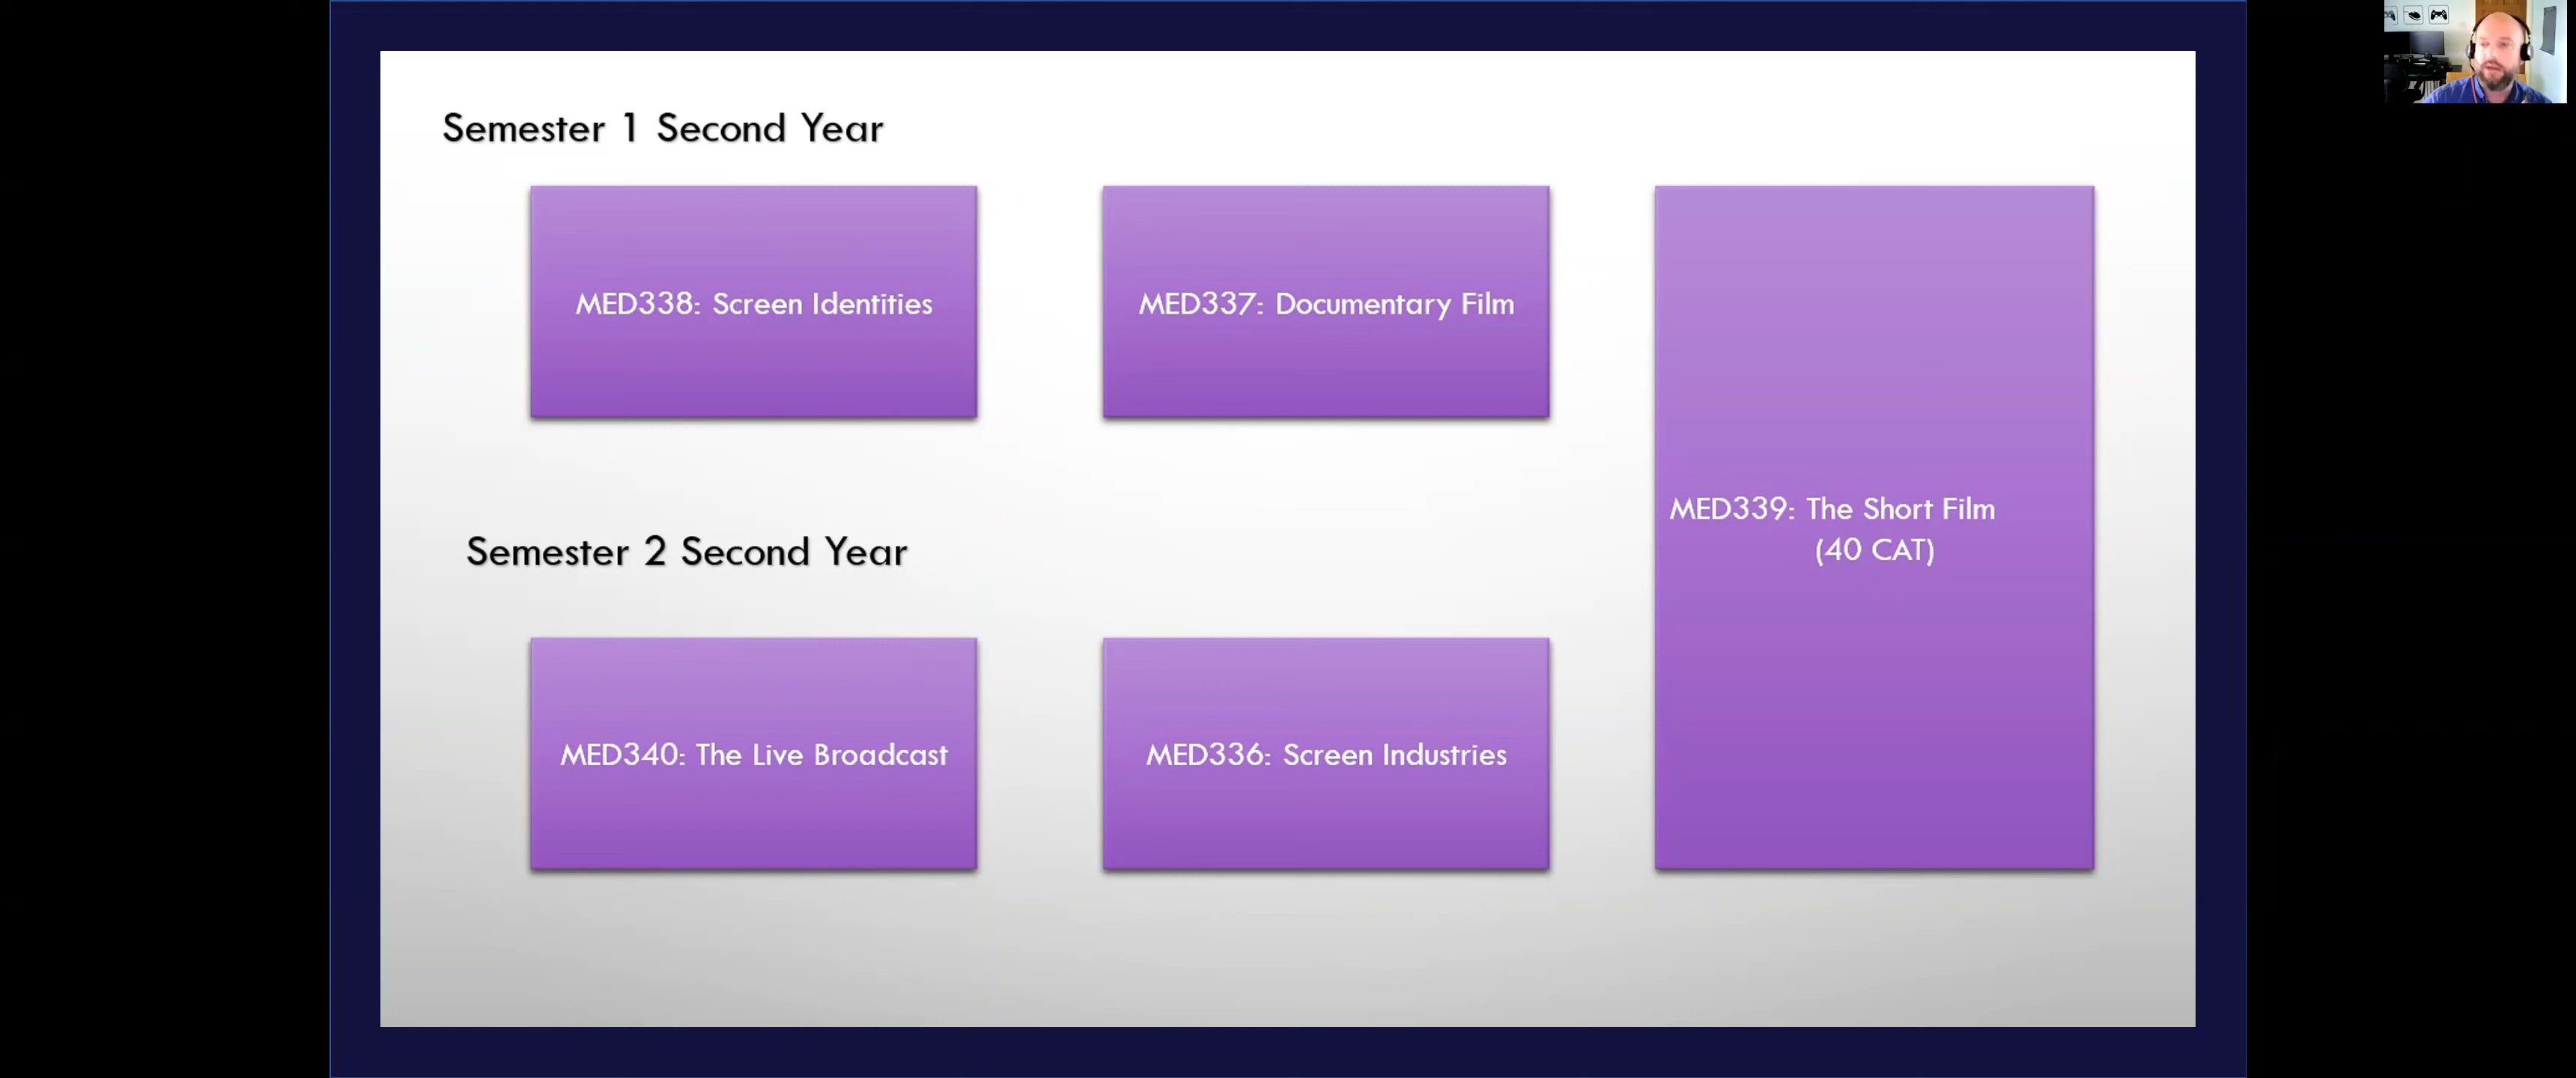 Semester 1 Second Year
MED338: Screen Identities
MED337: Documentary Film
MED339: The Short Film
(40 CAT)
Semester 2 Second Year
MED340: The Live Broadcast
MED336: Screen Industries